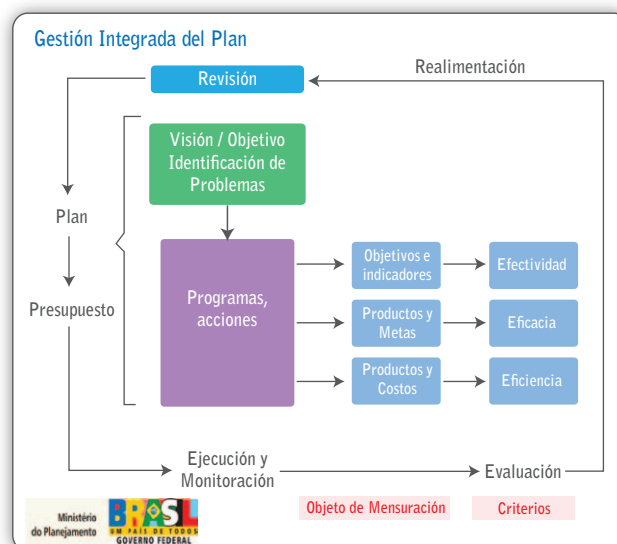 Gestión Integrada del Plan
Realimentación
Revisión
Visión / Objetivo
Identificación de
Problemas
Plan
Presupuesto
Programas,
acciones
Objetivos e
indicadores
Efectividad
Productos y
Metas
Eficacia
Productos y
Costos
Eficiencia
Ejecución y
Monitoración
Evaluación
Objeto de Mensuración
Criterios
Ministério
do Planejamento
BRASIL
UM PAÍS DE TODOS
GOVERNO FEDERAL